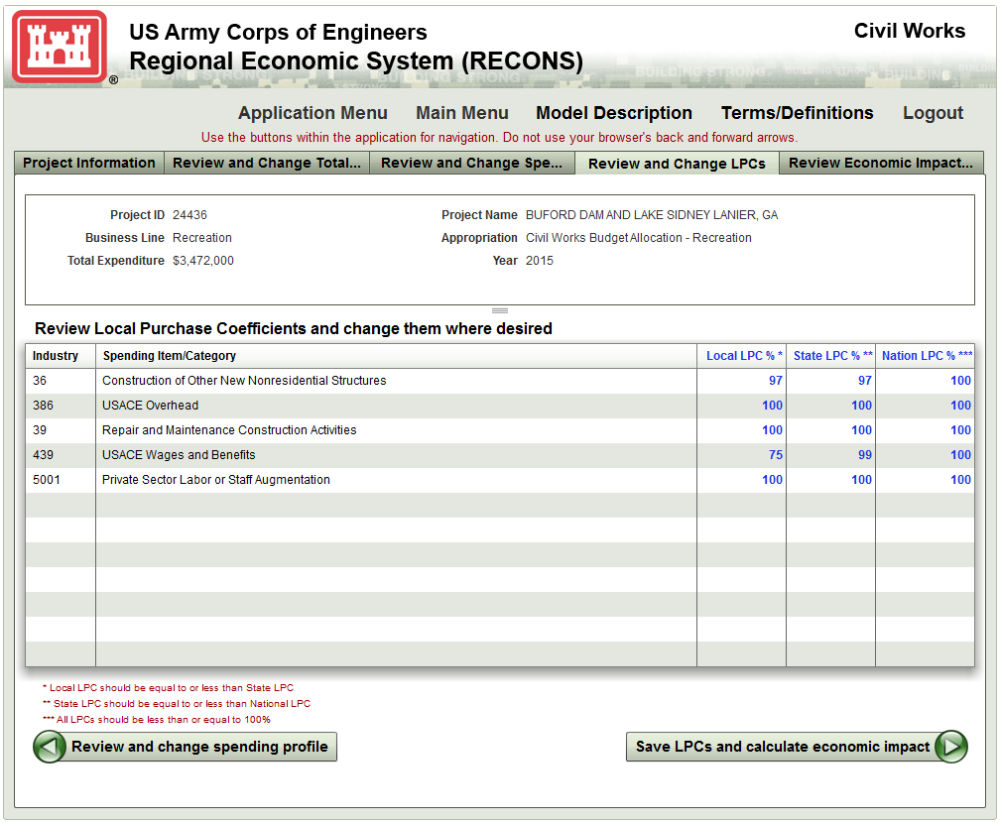 US Army Corps of Engineers
Civil Works
Regional Economic System (RECONS)
®
BUILDING STRONG
Application Menu Main Menu Model Description Terms/Definitions Logout
Use the buttons within the application for navigation. Do not use your browser's back and forward arrows.
Project Information Review and Change Total... Review and Change Spe... Review and Change LPCs Review Economic Impact...
Project ID 24436 Project Name BUFORD DAM AND LAKE SIDNEY LANIER, GA
Business Line Recreation Appropriation Civil Works Budget Allocation - Recreation
Total Expenditure $3,472,000 Year 2015
Review Local Purchase Coefficients and change them where desired
Industry Spending Item/Category Local LPC % * State LPC % ** Nation LPC % ***
36 Construction of Other New Nonresidential Structures 97 97 100
386 USACE Overhead 100 100 100
39 Repair and Maintenance Construction Activities 100 100 100
439 USACE Wages and Benefits 75 99 100
5001 Private Sector Labor or Staff Augmentation 100 100 100
* Local LPC should be equal to or less than State LPC
** State LPC should be equal to or less than National LPC
*** All LPCs should be less than or equal to 100%
Review and change spending profile Save LPCs and calculate economic impact